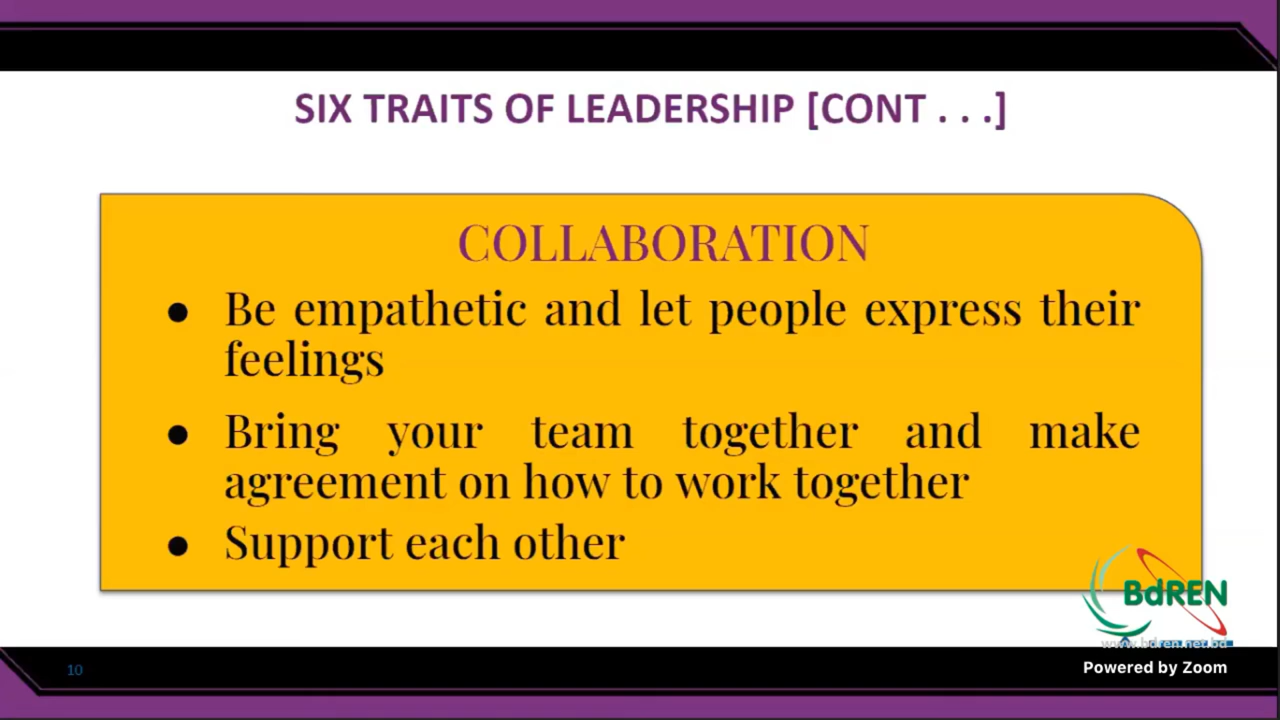 SIX TRAITS OF LEADERSHIP [CONT . . .]
COLLABORATION
● Be empathetic and let people express their
feelings
● Bring your team together and make
agreement on how to work together
● Support each other
BdREN
www.bdren.net.bd
10
Powered by Zoom